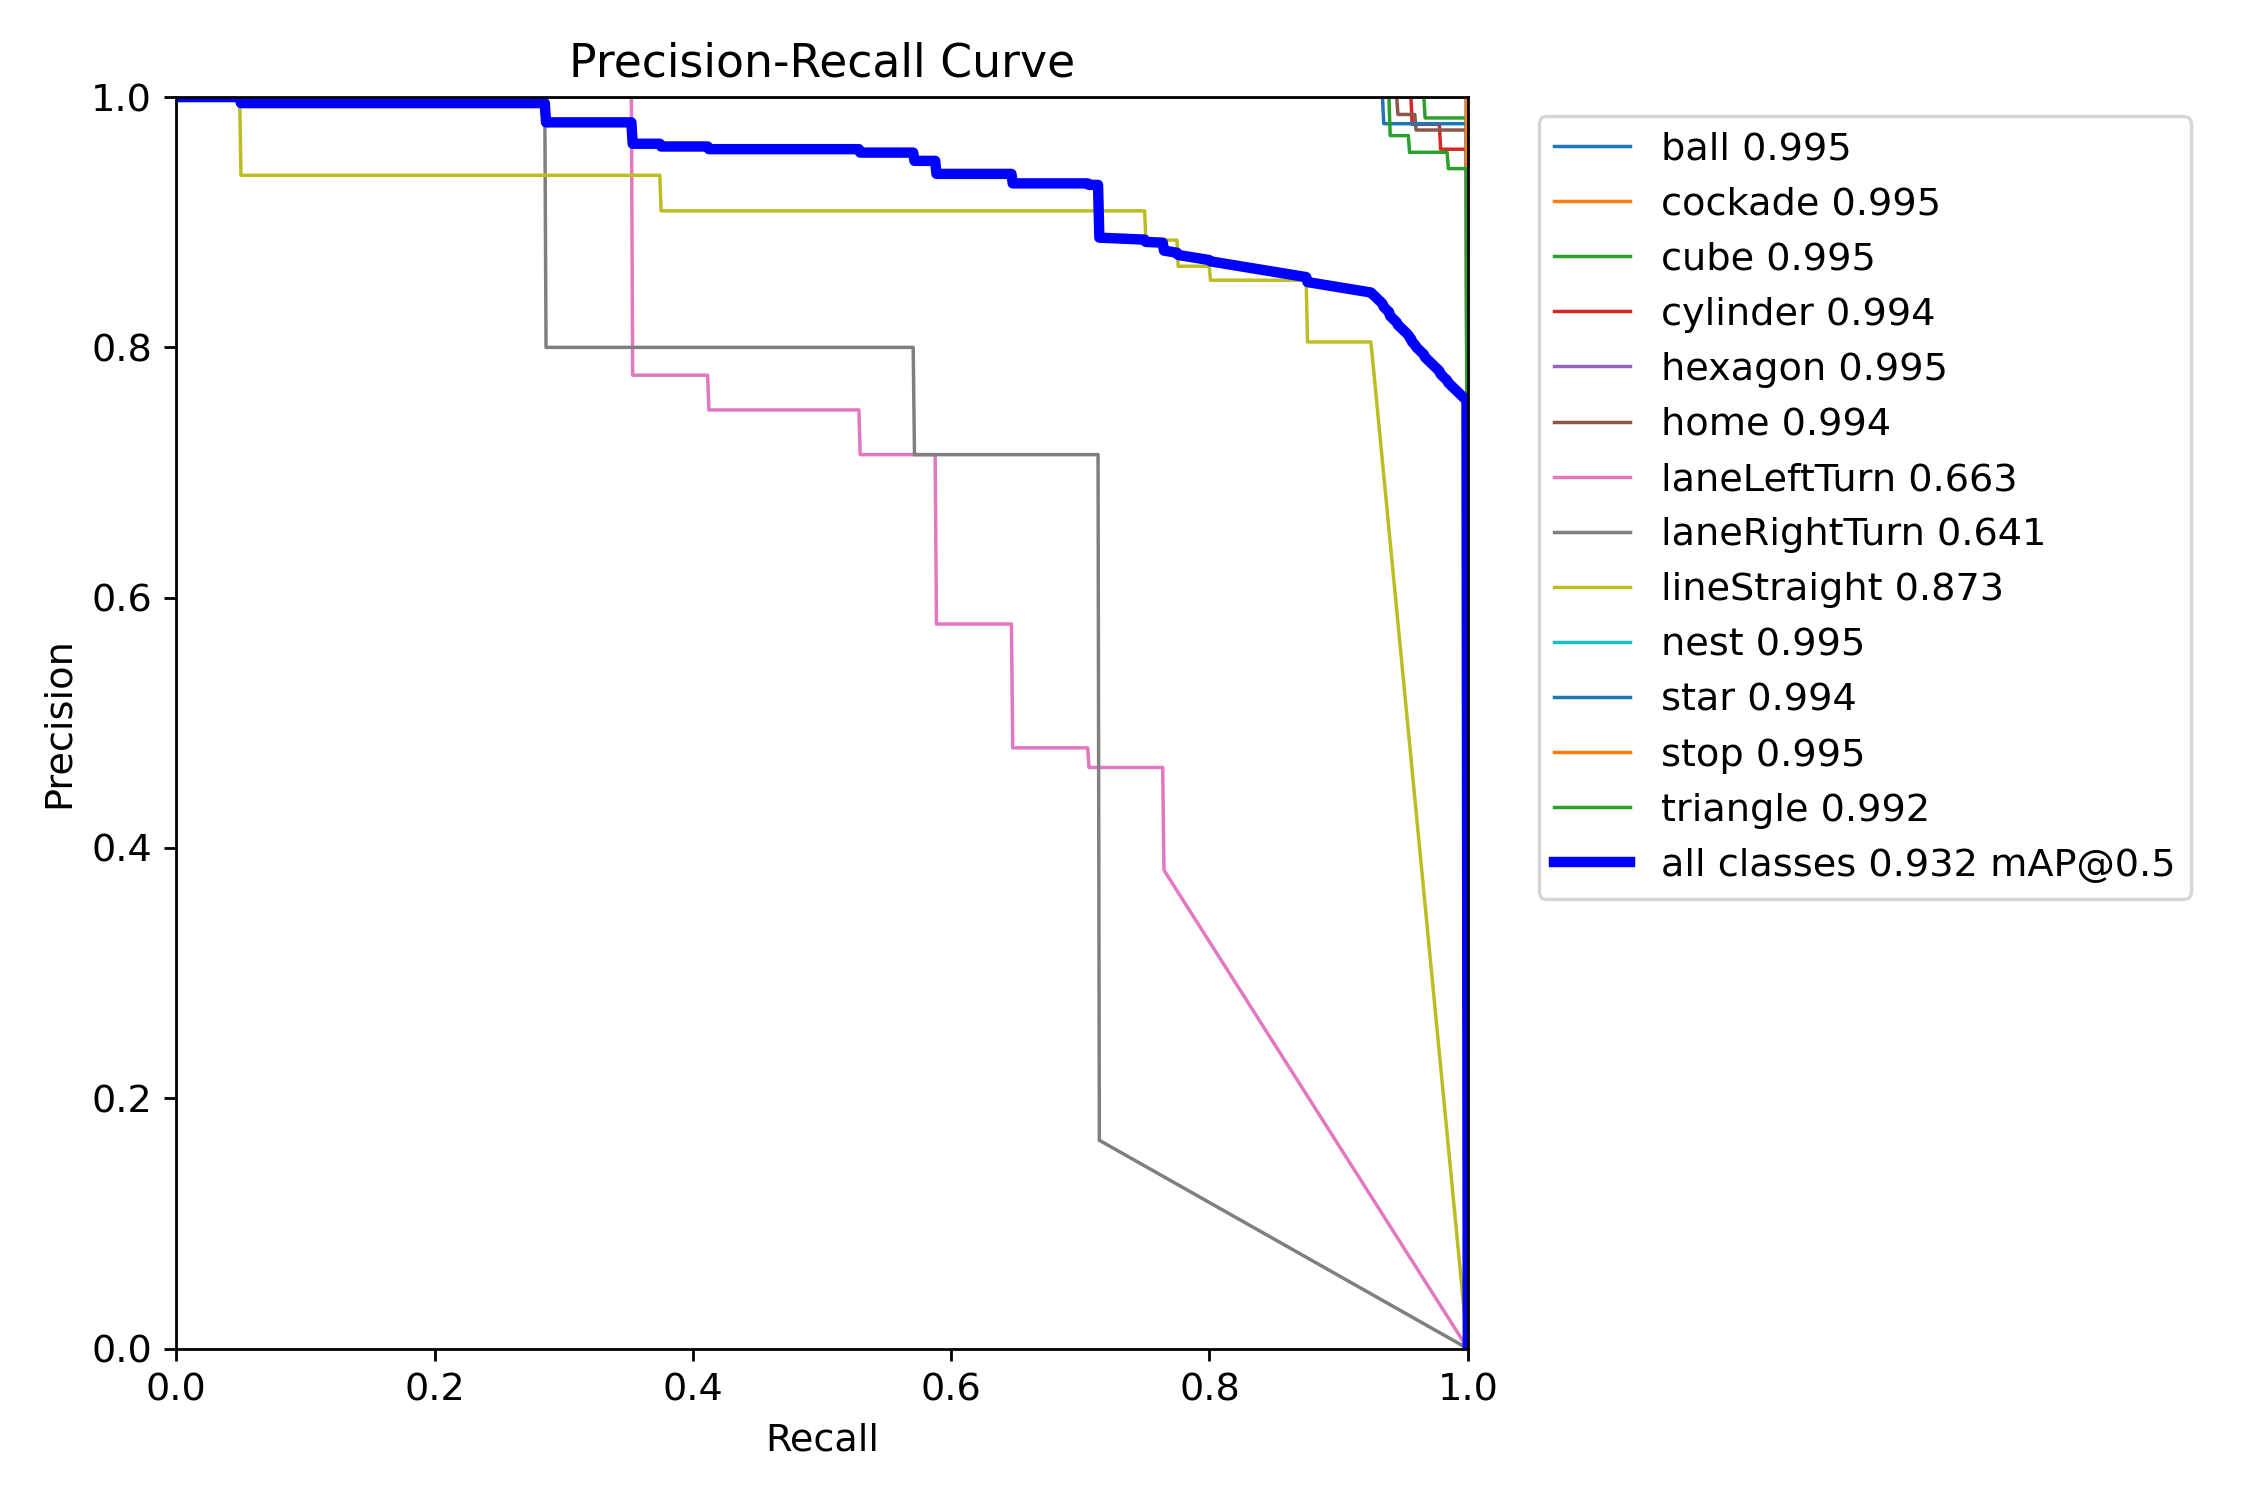 Precision-Recall Curve
1.0
0.8
0.6
0.4
0.2
0.0
Precision
0.0 0.2 0.4 0.6 0.8 1.0
Recall
ball 0.995
cockade 0.995
cube 0.995
cylinder 0.994
hexagon 0.995
home 0.994
laneLeftTurn 0.663
laneRightTurn 0.641
lineStraight 0.873
nest 0.995
star 0.994
stop 0.995
triangle 0.992
all classes 0.932 mAP@0.5